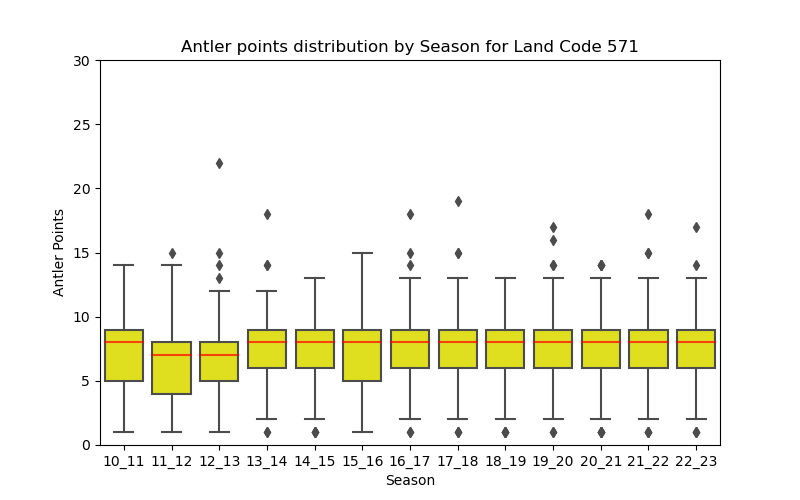 Antler points distribution by Season for Land Code 571
30
25
20
15
10
5
0
Antler Points
10_11 11_12 12_13 13_14 14_15 15_16 16_17 17_18 18_19 19_20 20_21 21_22 22_23
Season